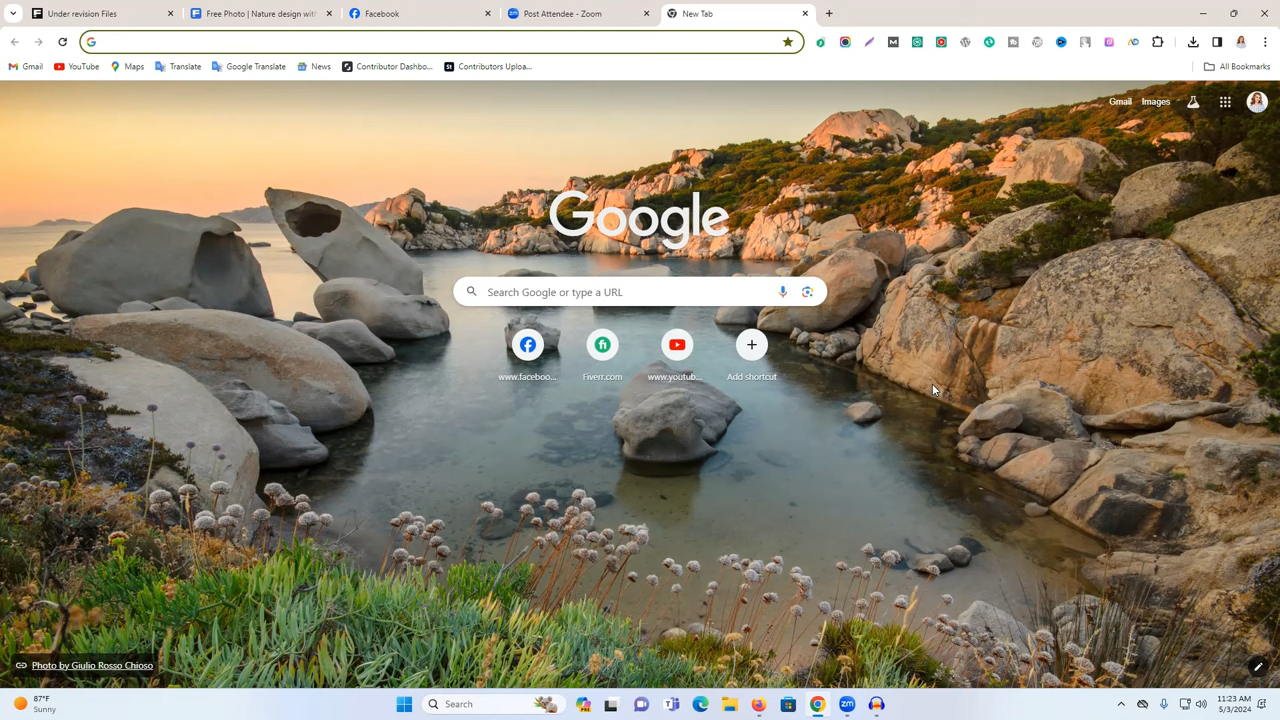 Under revision Files
Free Photo | Nature design with
Facebook
Post Attendee - Zoom
New Tab
Gmail
YouTube
Maps
Translate
Google Translate
News
Contributor Dashbo...
Contributors Uploa...
All Bookmarks
Gmail Images
Google
Search Google or type a URL
www.faceboo...
Fiverr.com
www.youtub...
Add shortcut
Photo by Giulio Rosso Chioso
87°F
Sunny
Search
11:23 AM
5/3/2024